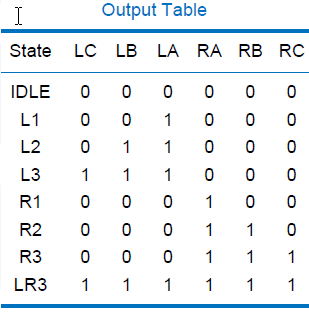 Output Table
State LC LB LA RA RB RC
IDLE 0 0 0 0 0 0
L1 0 0 1 0 0 0
L2 0 1 1 0 0 0
L3 1 1 1 0 0 0
R1 0 0 0 1 0 0
R2 0 0 0 1 1 0
R3 0 0 0 1 1 1
LR3 1 1 1 1 1 1